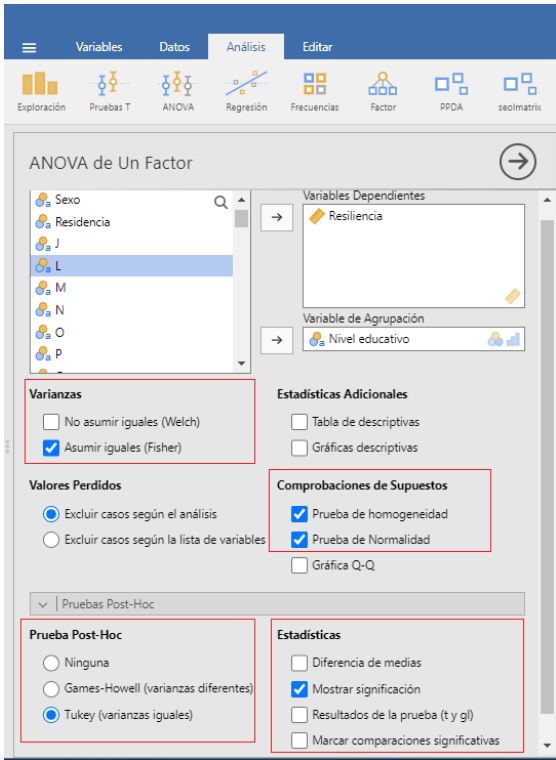 Variables Datos Análisis Editar
Exploración Pruebas T ANOVA Regresión Frecuencias Factor PPDA seolmatrix
ANOVA de Un Factor
Sexo
Residencia
J
L
M
N
O
P
Variables Dependientes
Resiliencia
Variable de Agrupación
Nivel educativo
Varianzas
No asumir iguales (Welch)
Asumir iguales (Fisher)
Estadísticas Adicionales
Tabla de descriptivas
Gráficas descriptivas
Valores Perdidos
Excluir casos según el análisis
Excluir casos según la lista de variables
Comprobaciones de Supuestos
Prueba de homogeneidad
Prueba de Normalidad
Gráfica Q-Q
Pruebas Post-Hoc
Prueba Post-Hoc
Ninguna
Games-Howell (varianzas diferentes)
Tukey (varianzas iguales)
Estadísticas
Diferencia de medias
Mostrar significación
Resultados de la prueba (t y gl)
Marcar comparaciones significativas